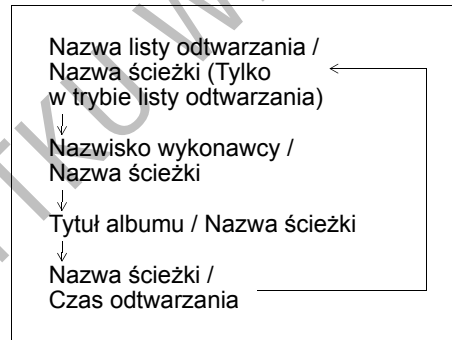 Nazwa listy odtwarzania /
Nazwa ścieżki (Tylko
w trybie listy odtwarzania)
Nazwisko wykonawcy /
Nazwa ścieżki
Tytuł albumu / Nazwa ścieżki
Nazwa ścieżki /
Czas odtwarzania